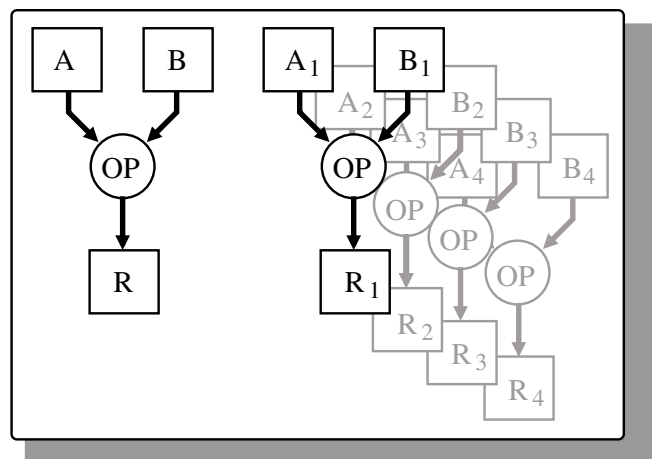 A B A₁ B₁
A₂ B₂
A₃ B₃
OP OP A₄ B₄
OP
OP
OP
R R₁
R₂
R₃
R₄